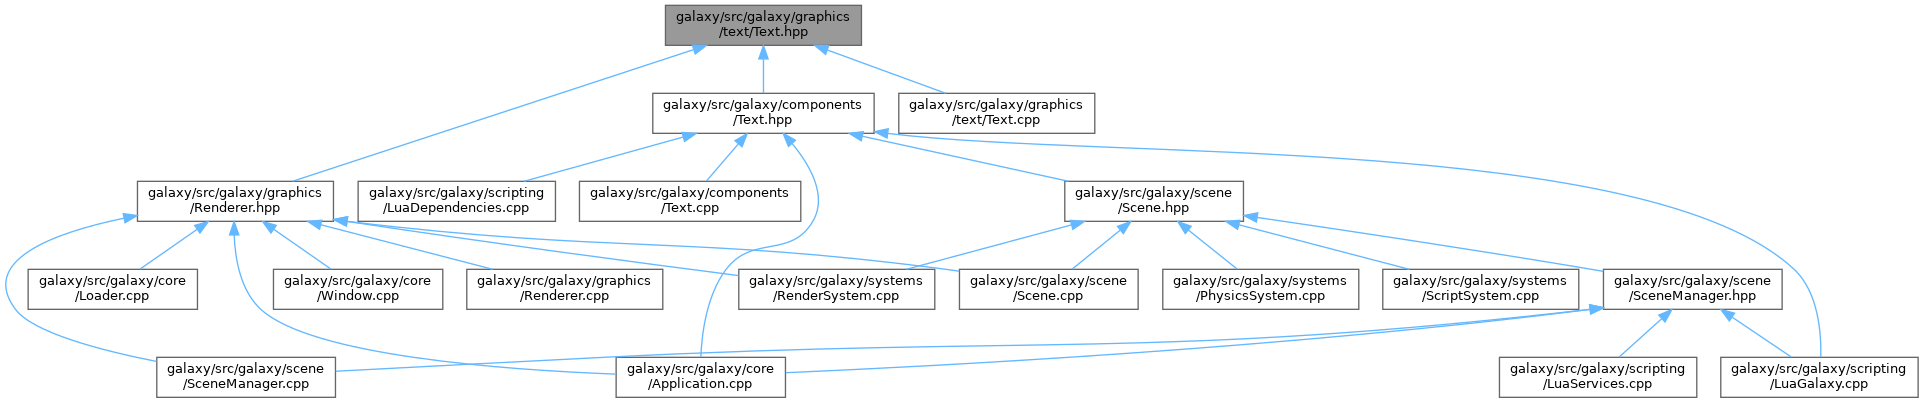 galaxy/src/galaxy/graphics
/text/Text.hpp
galaxy/src/galaxy/components
/Text.hpp
galaxy/src/galaxy/graphics
/text/Text.cpp
galaxy/src/galaxy/graphics
/Renderer.hpp
galaxy/src/galaxy/scripting
/LuaDependencies.cpp
galaxy/src/galaxy/components
/Text.cpp
galaxy/src/galaxy/scene
/Scene.hpp
galaxy/src/galaxy/core
/Loader.cpp
galaxy/src/galaxy/core
/Window.cpp
galaxy/src/galaxy/graphics
/Renderer.cpp
galaxy/src/galaxy/systems
/RenderSystem.cpp
galaxy/src/galaxy/scene
/Scene.cpp
galaxy/src/galaxy/systems
/PhysicsSystem.cpp
galaxy/src/galaxy/systems
/ScriptSystem.cpp
galaxy/src/galaxy/scene
/SceneManager.hpp
galaxy/src/galaxy/scene
/SceneManager.cpp
galaxy/src/galaxy/core
/Application.cpp
galaxy/src/galaxy/scripting
/LuaServices.cpp
galaxy/src/galaxy/scripting
/LuaGalaxy.cpp